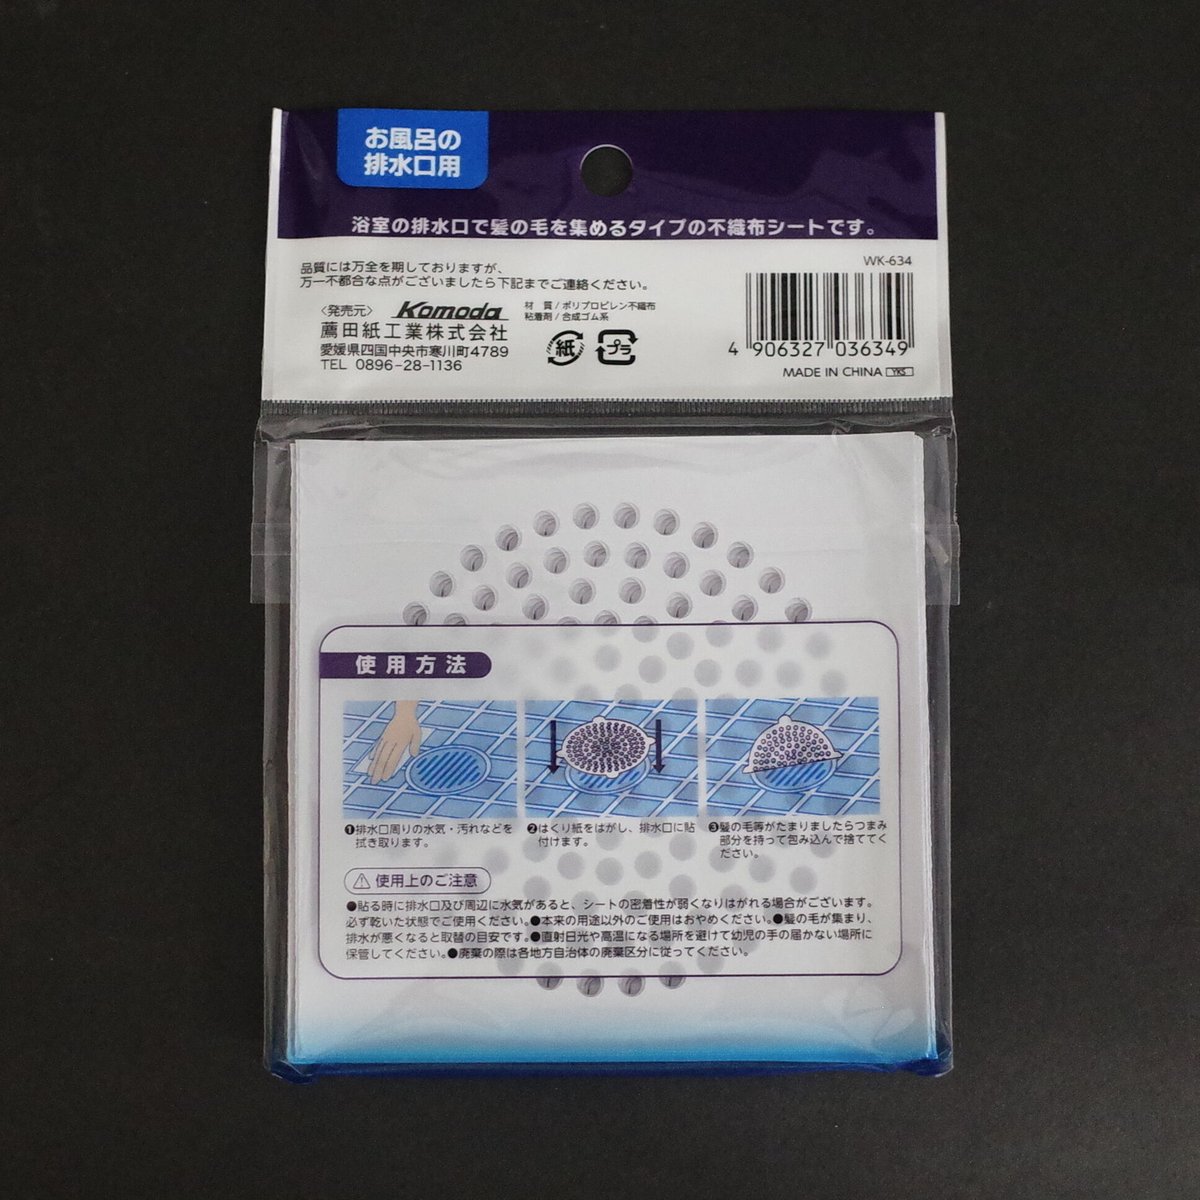 お風呂の
排水口用
浴室の排水口で髪の毛を集めるタイプの不織布シートです。
品質には万全を期しておりますが、
万一不都合な点がございましたら下記までご連絡ください。
〈発売元〉 Komoda
薦田紙工業株式会社
愛媛県四国中央市寒川町4789
TEL 0896-28-1136
材 質/ポリプロピレン不織布
粘着剤/合成ゴム系
紙 プラ
WK-634
4 906327 036349
MADE IN CHINA YKS
使用方法
❶排水口周りの水気・汚れなどを
拭き取ります。
❷はくり紙をはがし、排水口に貼
付けます。
❸髪の毛等がたまりましたらつまみ
部分を持って包み込んで捨ててく
ださい。
使用上のご注意
●貼る時に排水口及び周辺に水気があると、シートの密着性が弱くなりはがれる場合がございます。
必ず乾いた状態でご使用ください。●本来の用途以外のご使用はおやめください。●髪の毛が集まり、
排水が悪くなると取替の目安です。●直射日光や高温になる場所を避けて幼児の手の届かない場所に
保管してください。●廃棄の際は各地方自治体の廃棄区分に従ってください。